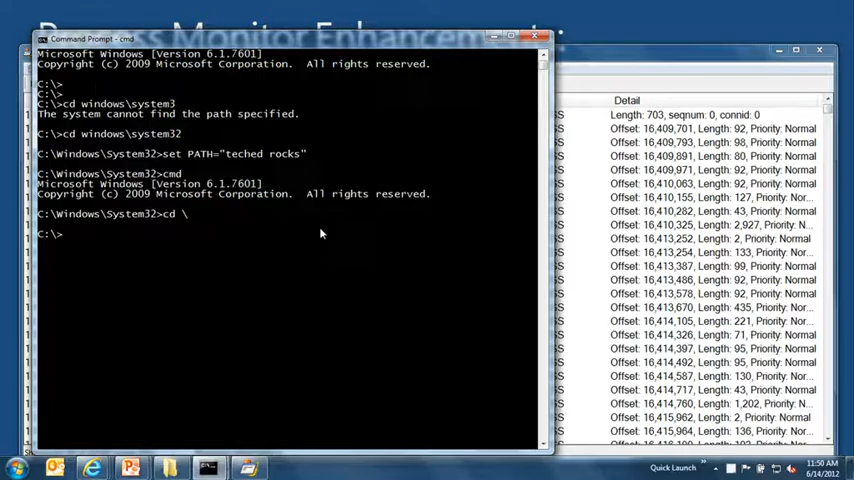 Process Monitor Enhancements:
Command Prompt - cmd
Microsoft Windows [Version 6.1.7601]
Copyright (c) 2009 Microsoft Corporation.  All rights reserved.
C:\>
C:\>
C:\>cd windows\system3
The system cannot find the path specified.
C:\>cd windows\system32
C:\Windows\System32>set PATH="teched rocks"
C:\Windows\System32>cmd
Microsoft Windows [Version 6.1.7601]
Copyright (c) 2009 Microsoft Corporation.  All rights reserved.
C:\Windows\System32>cd \
C:\>
Detail
Length: 703, seqnum: 0, connid: 0
Offset: 16,409,701, Length: 92, Priority: Normal
Offset: 16,409,809, Length: 92, Priority: Normal
Offset: 16,409,891, Length: 80, Priority: Normal
Offset: 16,409,971, Length: 92, Priority: Normal
Offset: 16,410,063, Length: 92, Priority: Normal
Offset: 16,410,155, Length: 127, Priority: Nor...
Offset: 16,410,282, Length: 43, Priority: Normal
Offset: 16,410,325, Length: 2,927, Priority: Nor...
Offset: 16,413,252, Length: 2, Priority: Normal
Offset: 16,413,254, Length: 133, Priority: Nor...
Offset: 16,413,387, Length: 99, Priority: Normal
Offset: 16,413,486, Length: 92, Priority: Normal
Offset: 16,413,578, Length: 92, Priority: Normal
Offset: 16,413,670, Length: 435, Priority: Nor...
Offset: 16,414,105, Length: 221, Priority: Nor...
Offset: 16,414,326, Length: 71, Priority: Normal
Offset: 16,414,397, Length: 95, Priority: Normal
Offset: 16,414,492, Length: 95, Priority: Normal
Offset: 16,414,587, Length: 130, Priority: Nor...
Offset: 16,414,717, Length: 43, Priority: Normal
Offset: 16,414,760, Length: 1,202, Priority: Nor...
Offset: 16,415,962, Length: 2, Priority: Normal
Offset: 16,415,964, Length: 136, Priority: Nor...
Quick Launch
11:50 AM
6/14/2012